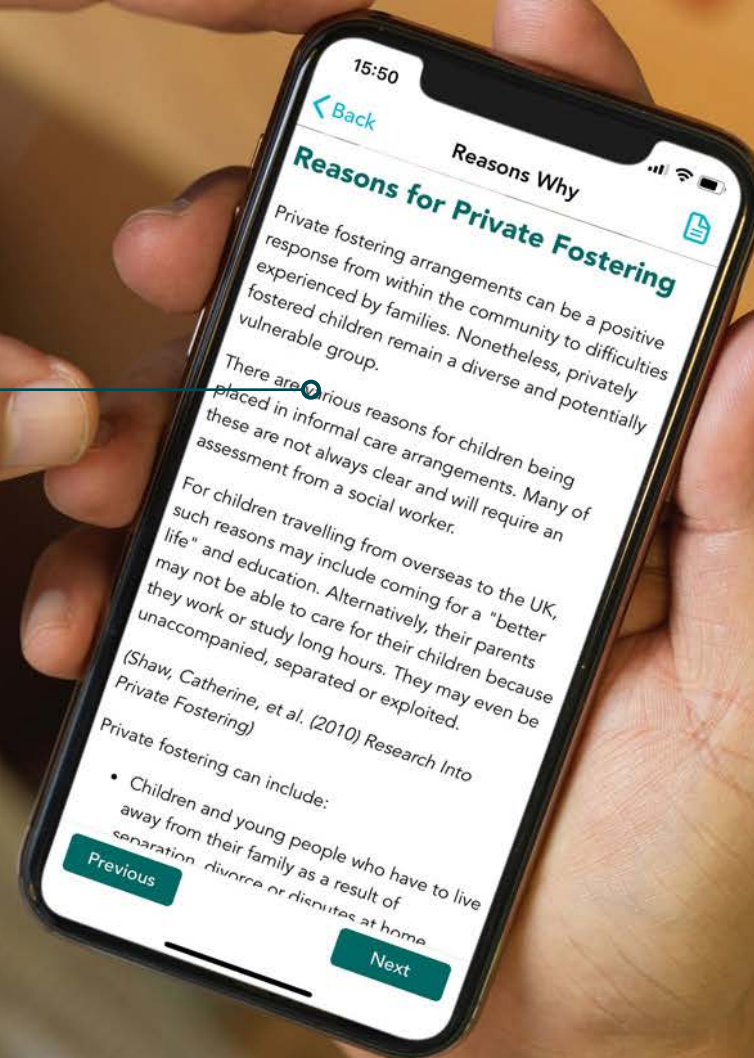 15:50
Back
Reasons Why
Reasons for Private Fostering
Private fostering arrangements can be a positive
response from within the community to difficulties
experienced by families. Nonetheless, privately
fostered children remain a diverse and potentially
vulnerable group.
There are various reasons for children being
placed in informal care arrangements. Many of
these are not always clear and will require an
assessment from a social worker.
For children travelling from overseas to the UK,
such reasons may include coming for a "better
life" and education. Alternatively, their parents
may not be able to care for their children because
they work or study long hours. They may even be
unaccompanied, separated or exploited.
(Shaw, Catherine, et al. (2010) Research Into
Private Fostering)
Private fostering can include:
• Children and young people who have to live
away from their family as a result of
separation, divorce or disputes at home
Previous
Next